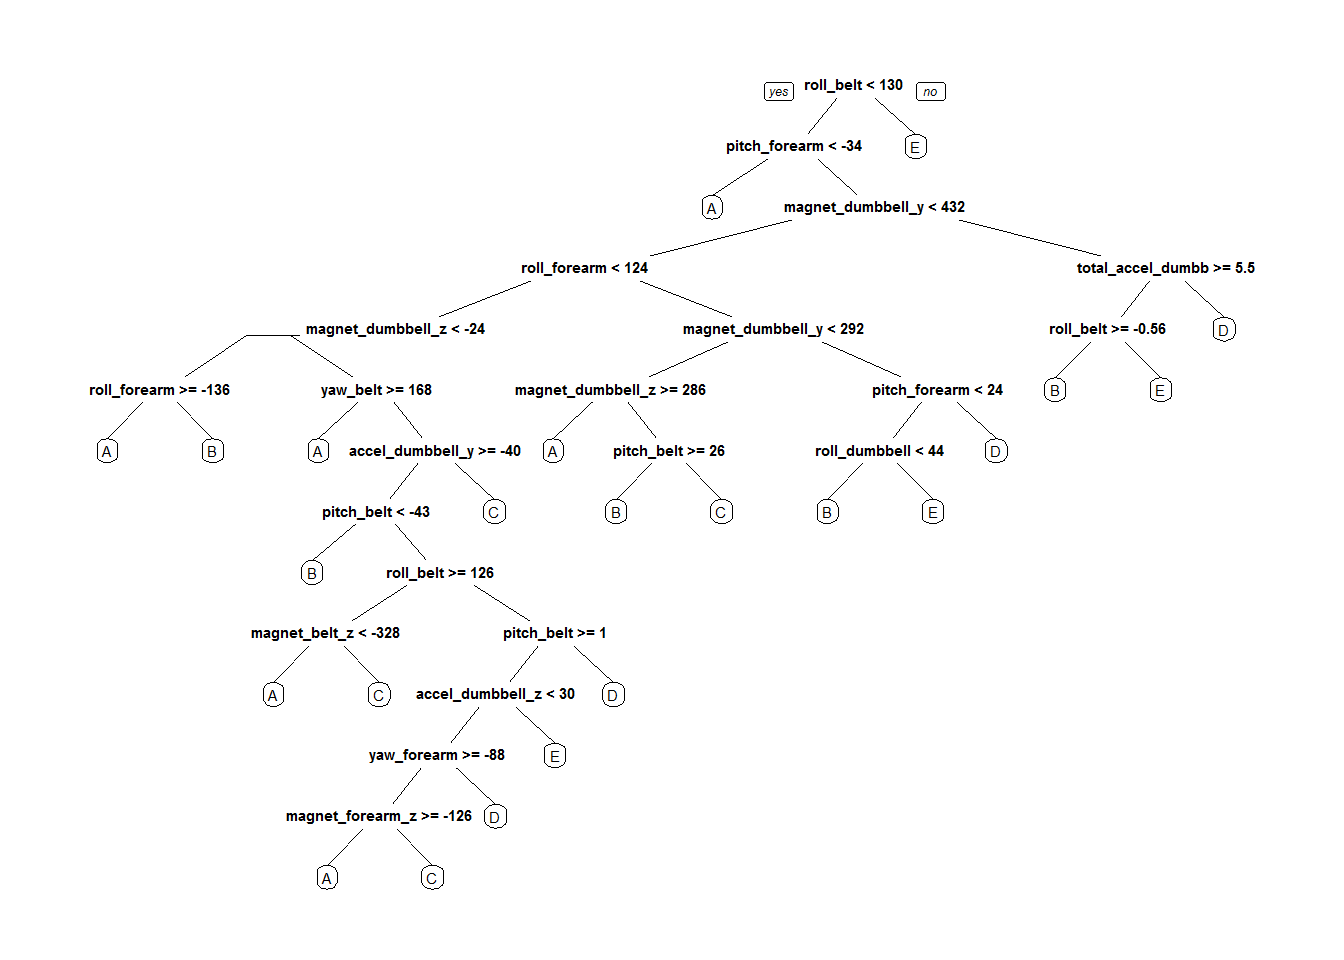 yes roll_belt < 130 no
pitch_forearm < -34 E
A magnet_dumbbell_y < 432
roll_forearm < 124 total_accel_dumbb >= 5.5
magnet_dumbbell_z < -24 magnet_dumbbell_y < 292 roll_belt >= -0.56 D
roll_forearm >= -136 yaw_belt >= 168 magnet_dumbbell_z >= 286 pitch_forearm < 24 B E
A B A accel_dumbbell_y >= -40 A pitch_belt >= 26 roll_dumbbell < 44 D
pitch_belt < -43 C B C B E
B roll_belt >= 126
magnet_belt_z < -328 pitch_belt >= 1
A C accel_dumbbell_z < 30 D
yaw_forearm >= -88 E
magnet_forearm_z >= -126 D
A C